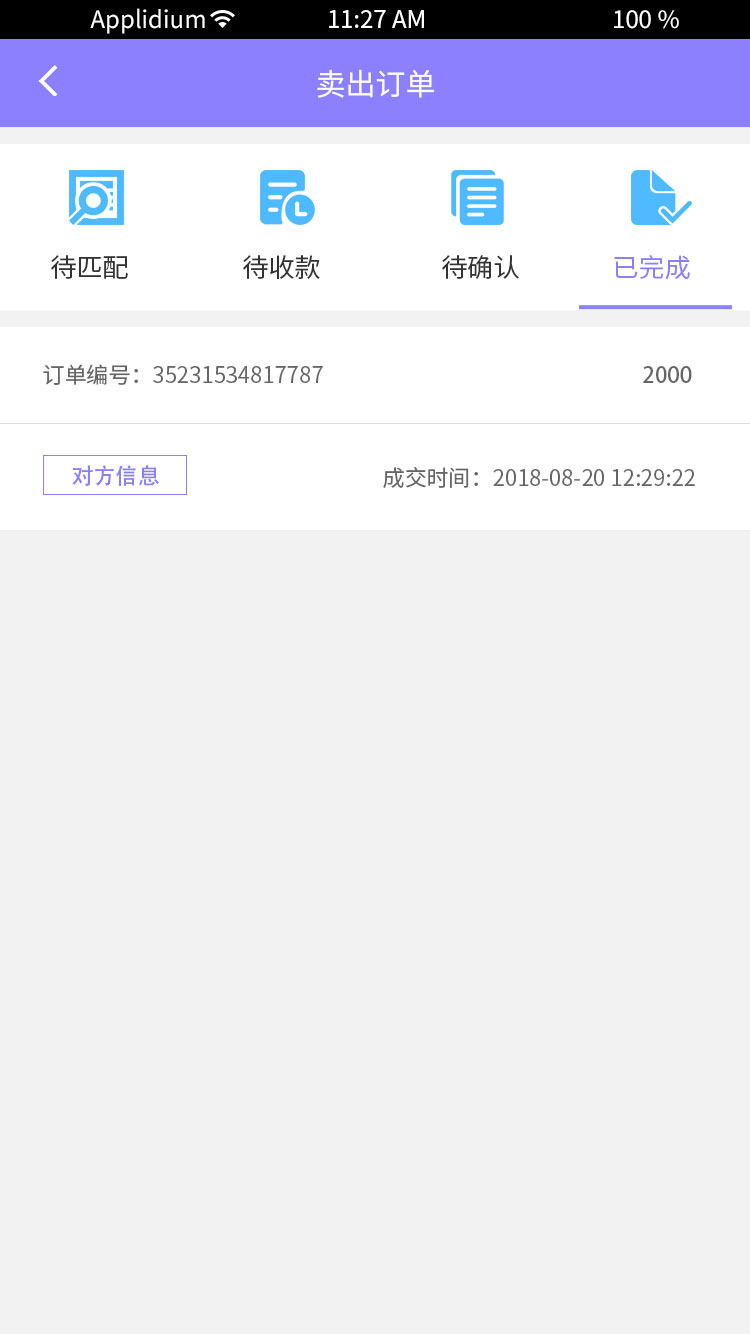 Applidium 11:27 AM 100 %
卖出订单
待匹配 待收款 待确认 已完成
订单编号：35231534817787 2000
对方信息 成交时间：2018-08-20 12:29:22